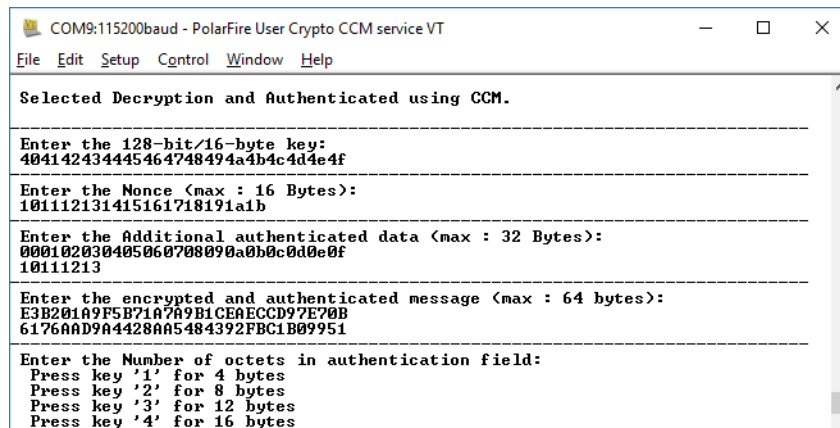 COM9:115200baud - PolarFire User Crypto CCM service VT
File Edit Setup Control Window Help
Selected Decryption and Authenticated using CCM.
Enter the 128-bit/16-byte key:
404142434445464748494a4b4c4d4e4f
Enter the Nonce (max : 16 Bytes):
101112131415161718191a1b
Enter the Additional authenticated data (max : 32 Bytes):
000102030405060708090a0b0c0d0e0f
10111213
Enter the encrypted and authenticated message (max : 64 bytes):
E3B201A9F5B71A7A9B1CEAECCD97E70B
6176AAD9A4428AA5484392FBC1B09951
Enter the Number of octets in authentication field:
Press key '1' for 4 bytes
Press key '2' for 8 bytes
Press key '3' for 12 bytes
Press key '4' for 16 bytes